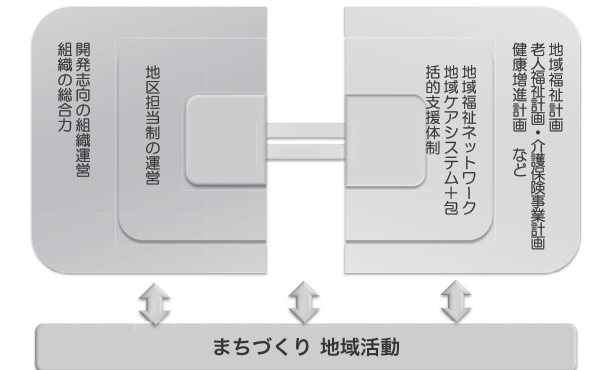 地域福祉計画
老人福祉計画・介護保険事業計画
健康増進計画 など
地域福祉ネットワーク
地域ケアシステム＋包
括的支援体制
地区担当制の運営
開発志向の組織運営
組織の総合力
まちづくり 地域活動